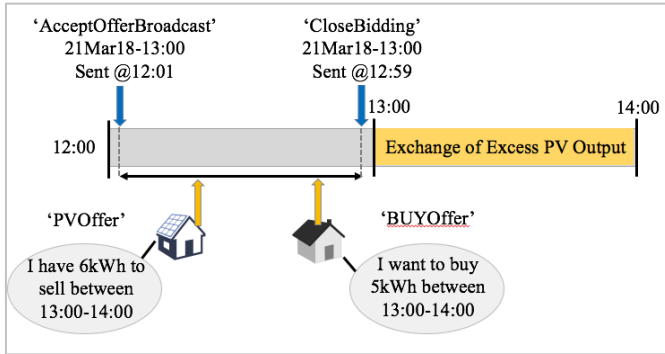 ‘AcceptOfferBroadcast’
21Mar18-13:00
Sent @12:01
‘CloseBidding’
21Mar18-13:00
Sent @12:59
13:00
14:00
12:00
Exchange of Excess PV Output
‘PVOffer’
‘BUYOffer’
I have 6kWh to
sell between
13:00-14:00
I want to buy
5kWh between
13:00-14:00